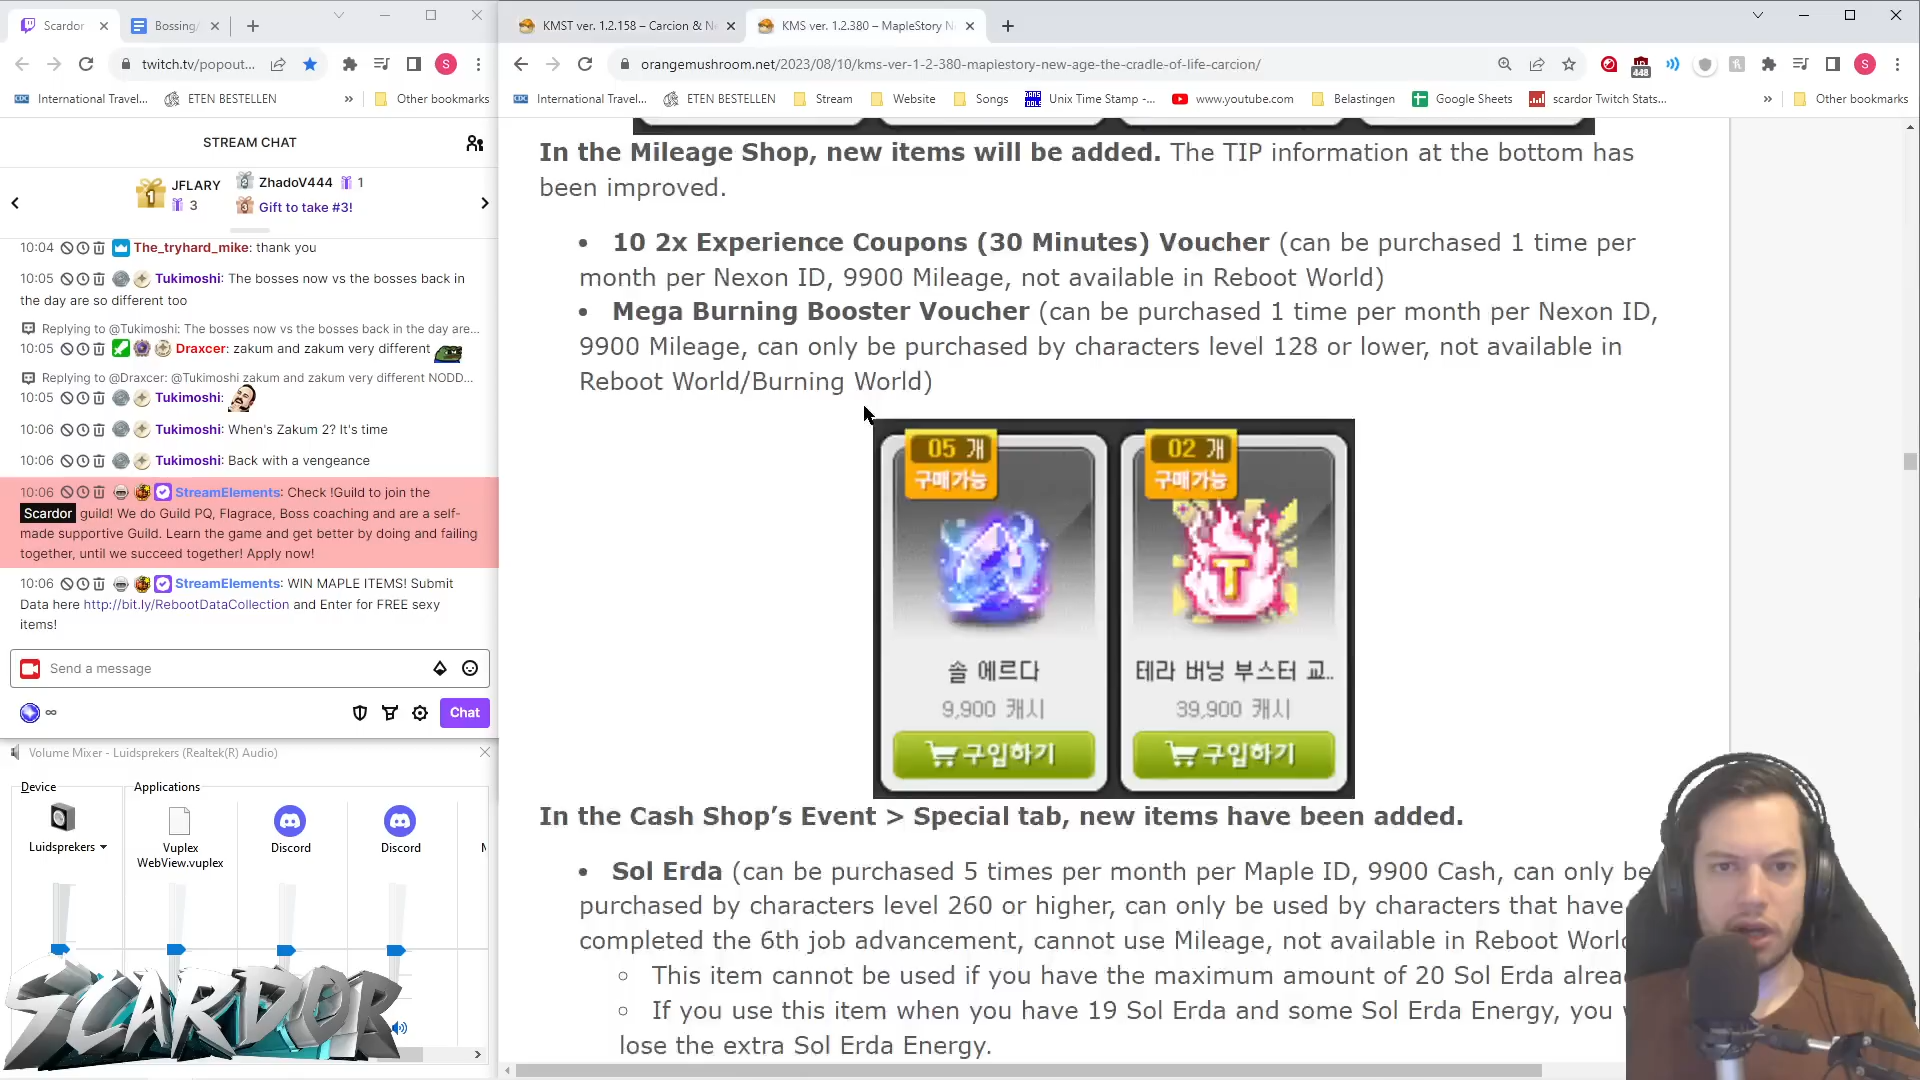 Scardor
Bossing/
KMST ver. 1.2.158 – Carcion & N
KMS ver. 1.2.380 – MapleStory N
twitch.tv/popout...
S
orangemushroom.net/2023/08/10/kms-ver-1-2-380-maplestory-new-age-the-cradle-of-life-carcion/
448
S
International Travel...
ETEN BESTELLEN
»
Other bookmarks
International Travel...
ETEN BESTELLEN
Stream
Website
Songs
Unix Time Stamp -...
www.youtube.com
Belastingen
Google Sheets
scardor Twitch Stats...
»
Other bookmarks
STREAM CHAT
1
JFLARY
3
ZhadoV444 1
Gift to take #3!
10:04 The_tryhard_mike: thank you
10:05 Tukimoshi: The bosses now vs the bosses back in
the day are so different too
Replying to @Tukimoshi: The bosses now vs the bosses back in the day are...
10:05 Draxcer: zakum and zakum very different
Replying to @Draxcer: @Tukimoshi zakum and zakum very different NODD...
10:05 Tukimoshi:
10:06 Tukimoshi: When's Zakum 2? It's time
10:06 Tukimoshi: Back with a vengeance
10:06 StreamElements: Check !Guild to join the
Scardor guild! We do Guild PQ, Flagrace, Boss coaching and are a self-
made supportive Guild. Learn the game and get better by doing and failing
together, until we succeed together! Apply now!
10:06 StreamElements: WIN MAPLE ITEMS! Submit
Data here http://bit.ly/RebootDataCollection and Enter for FREE sexy
items!
Send a message
∞
Chat
Volume Mixer - Luidsprekers (Realtek(R) Audio)
Device
Applications
Luidsprekers
Vuplex
WebView.vuplex
Discord
Discord
SCARDOR
In the Mileage Shop, new items will be added. The TIP information at the bottom has
been improved.
• 10 2x Experience Coupons (30 Minutes) Voucher (can be purchased 1 time per
month per Nexon ID, 9900 Mileage, not available in Reboot World)
• Mega Burning Booster Voucher (can be purchased 1 time per month per Nexon ID,
9900 Mileage, can only be purchased by characters level 128 or lower, not available in
Reboot World/Burning World)
05 개
구매가능
02 개
구매가능
T
솔 에르다
테라 버닝 부스터 교..
9,900 캐시
39,900 캐시
구입하기
구입하기
In the Cash Shop’s Event > Special tab, new items have been added.
• Sol Erda (can be purchased 5 times per month per Maple ID, 9900 Cash, can only be
purchased by characters level 260 or higher, can only be used by characters that have
completed the 6th job advancement, cannot use Mileage, not available in Reboot World
○ This item cannot be used if you have the maximum amount of 20 Sol Erda alrea
○ If you use this item when you have 19 Sol Erda and some Sol Erda Energy, you
lose the extra Sol Erda Energy.